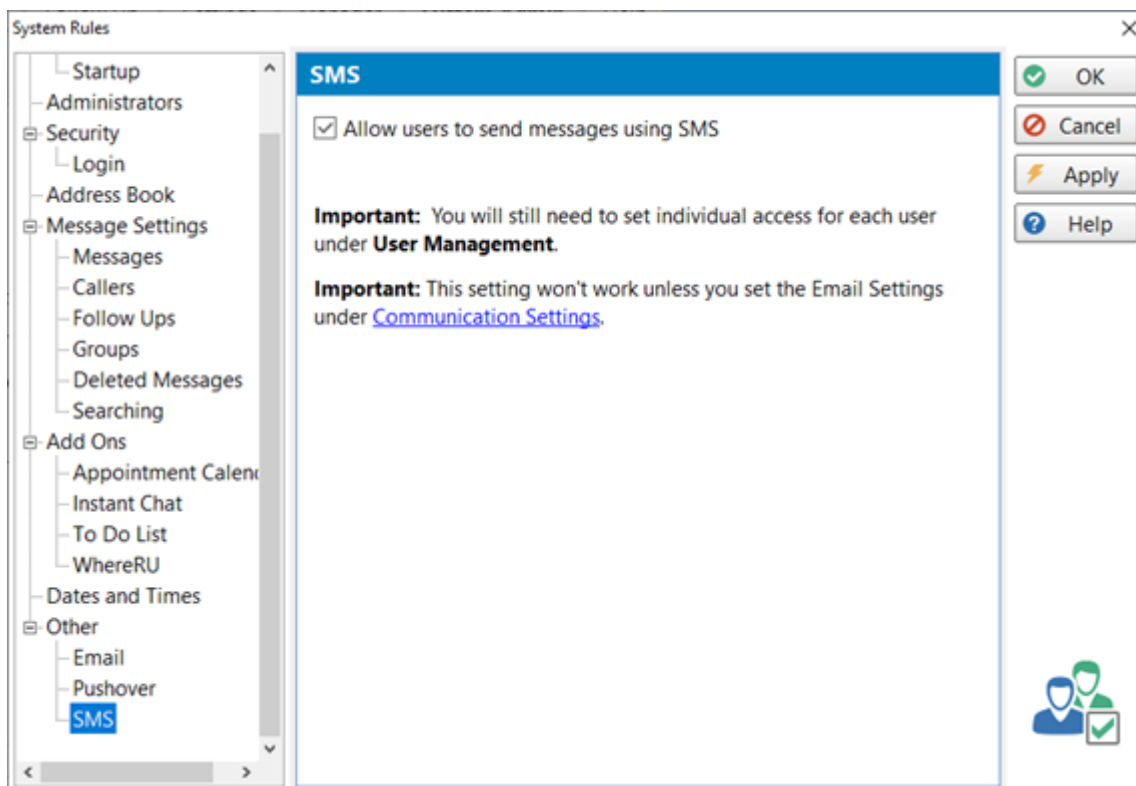 System Rules
Startup
Administrators
Security
Login
Address Book
Message Settings
Messages
Callers
Follow Ups
Groups
Deleted Messages
Searching
Add Ons
Appointment Calen
Instant Chat
To Do List
WhereRU
Dates and Times
Other
Email
Pushover
SMS
SMS
Allow users to send messages using SMS
Important: You will still need to set individual access for each user
under User Management.
Important: This setting won't work unless you set the Email Settings
under Communication Settings.
OK
Cancel
Apply
Help